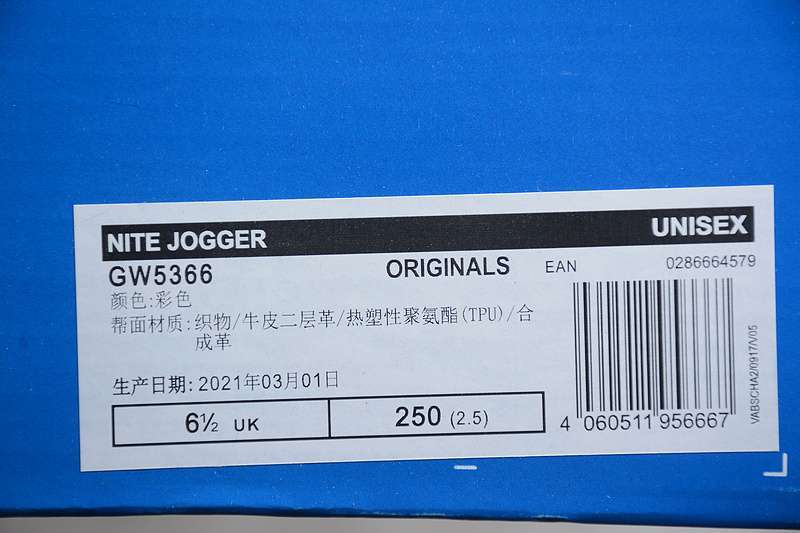 NITE JOGGER UNISEX
GW5366 ORIGINALS EAN 0286664579
颜色:彩色
帮面材质:织物/牛皮二层革/热塑性聚氨酯(TPU)/合
成革
生产日期:2021年03月01日
6½ UK 250 (2.5)
4 060511 956667
VABSCHA2/0917/V05